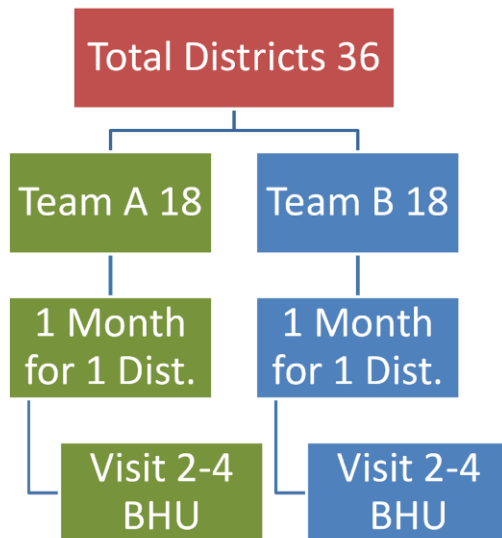 Total Districts 36
Team A 18
Team B 18
1 Month
for 1 Dist.
1 Month
for 1 Dist.
Visit 2-4
BHU
Visit 2-4
BHU